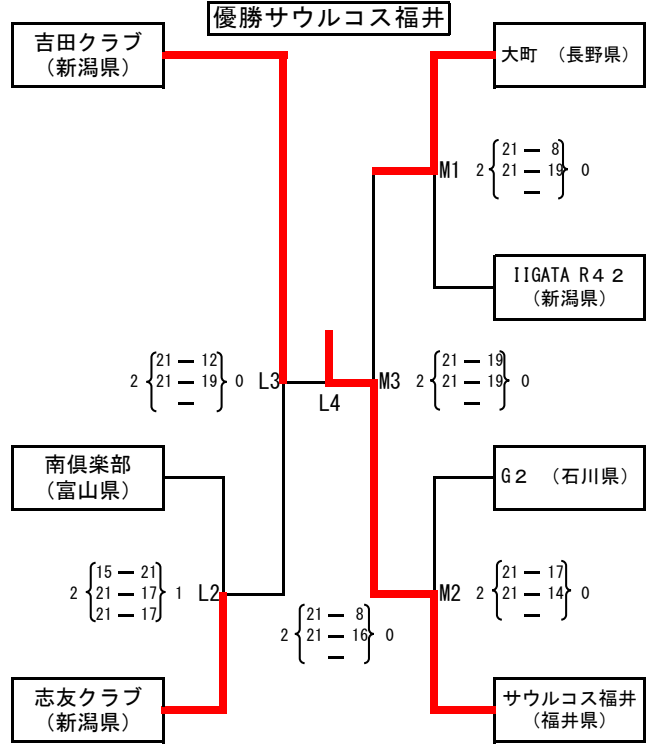 優勝サウルコス福井
吉田クラブ
（新潟県）
大町 （長野県）
M1
2 21 － 8 0
21 － 19
－
IIGATA R４２
（新潟県）
2 21 － 12 0
21 － 19
－
L3
L4
M3
2 21 － 19 0
21 － 19
－
南倶楽部
（富山県）
G２ （石川県）
2 15 － 21 1
21 － 17
21 － 17
L2
2 21 － 8 0
21 － 16
－
M2
2 21 － 17 0
21 － 14
－
志友クラブ
（新潟県）
サウルコス福井
（福井県）